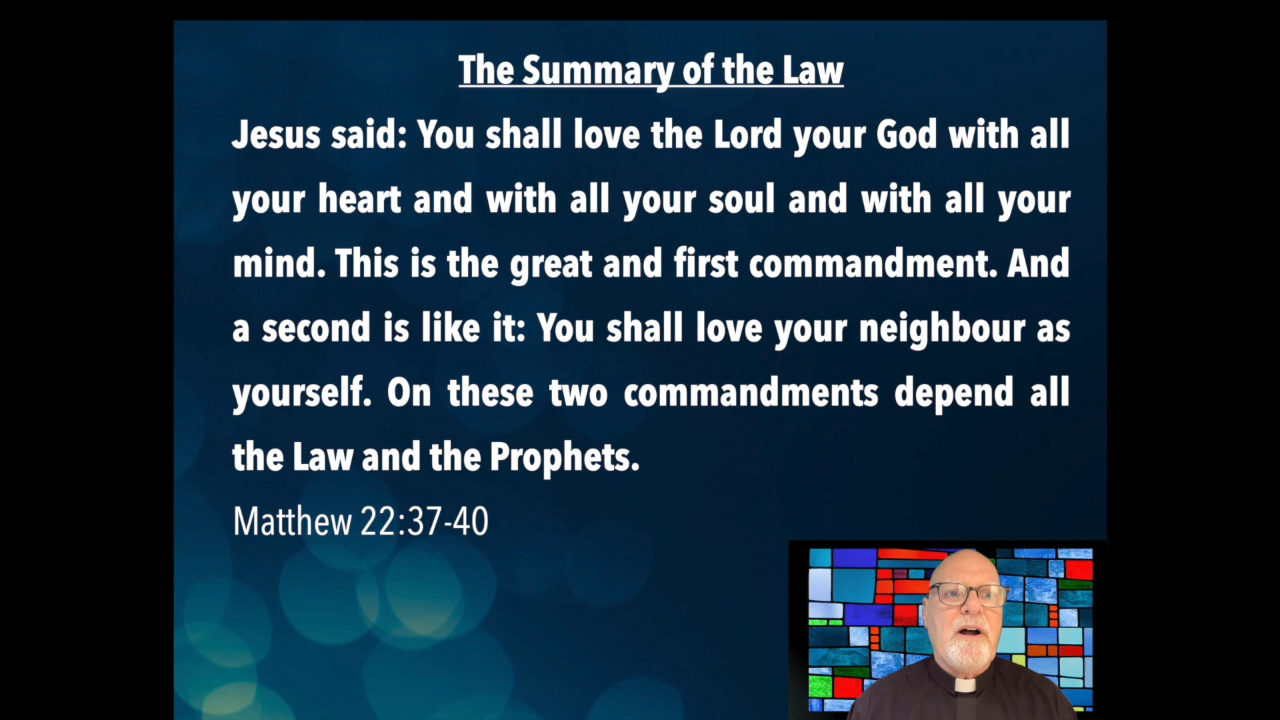 The Summary of the Law
Jesus said: You shall love the Lord your God with all
your heart and with all your soul and with all your
mind. This is the great and first commandment. And
a second is like it: You shall love your neighbour as
yourself. On these two commandments depend all
the Law and the Prophets.
Matthew 22:37-40